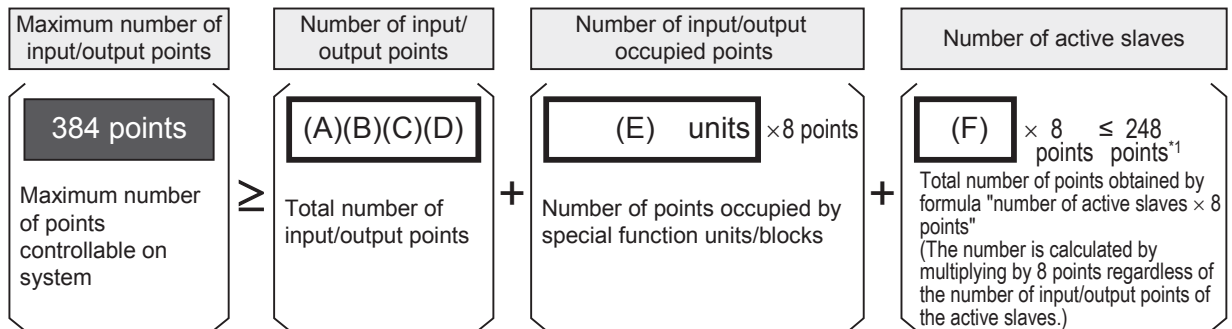 Maximum number of
input/output points
Number of input/
output points
Number of input/output
occupied points
Number of active slaves
384 points
Maximum number
of points
controllable on
system
≥
(A)(B)(C)(D)
Total number of
input/output points
+
(E) units ×8 points
Number of points occupied by
special function units/blocks
+
(F) × 8 ≤ 248
points points*1
Total number of points obtained by
formula "number of active slaves × 8
points"
(The number is calculated by
multiplying by 8 points regardless of
the number of input/output points of
the active slaves.)